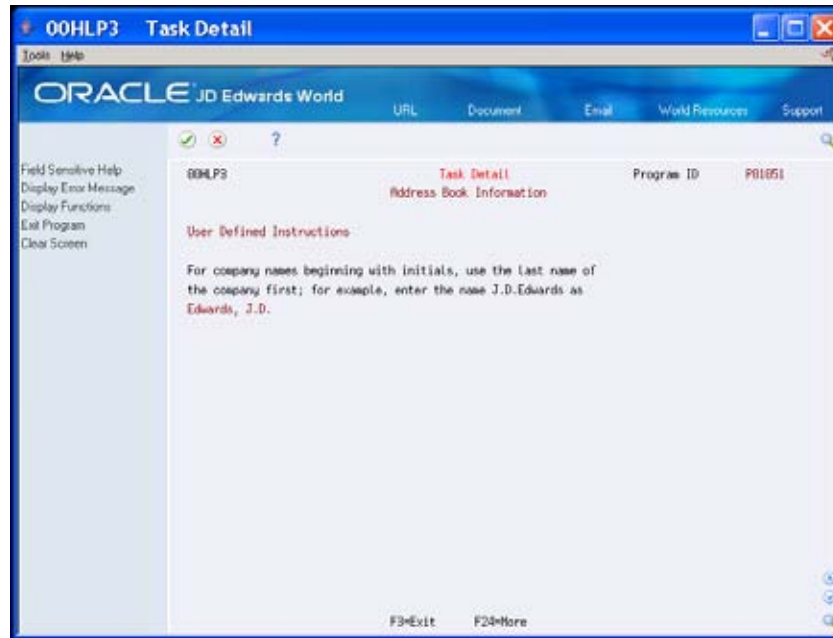 00HLP3 Task Detail
Tools Help
ORACLE JD Edwards World
URL Document Email World Resources Support
?
Field Sensitive Help
Display Error Message
Display Functions
Exit Program
Clear Screen
00HLP3 Task Detail Program ID P01051
Address Book Information
User Defined Instructions
For company names beginning with initials, use the last name of
the company first; for example, enter the name J.D.Edwards as
Edwards, J.D.
F3=Exit F24=More